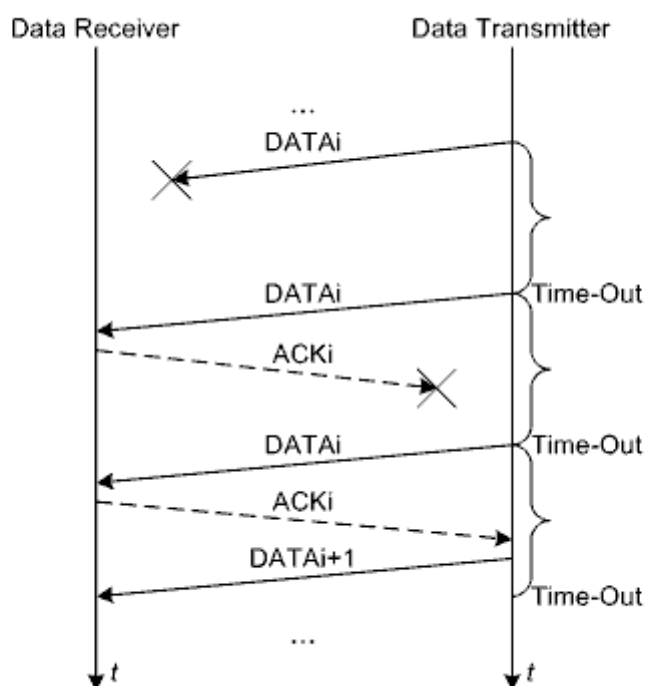 Data Receiver Data Transmitter
...
DATAi
DATAi Time-Out
ACKi
DATAi Time-Out
ACKi
DATAi+1
Time-Out
...
t t